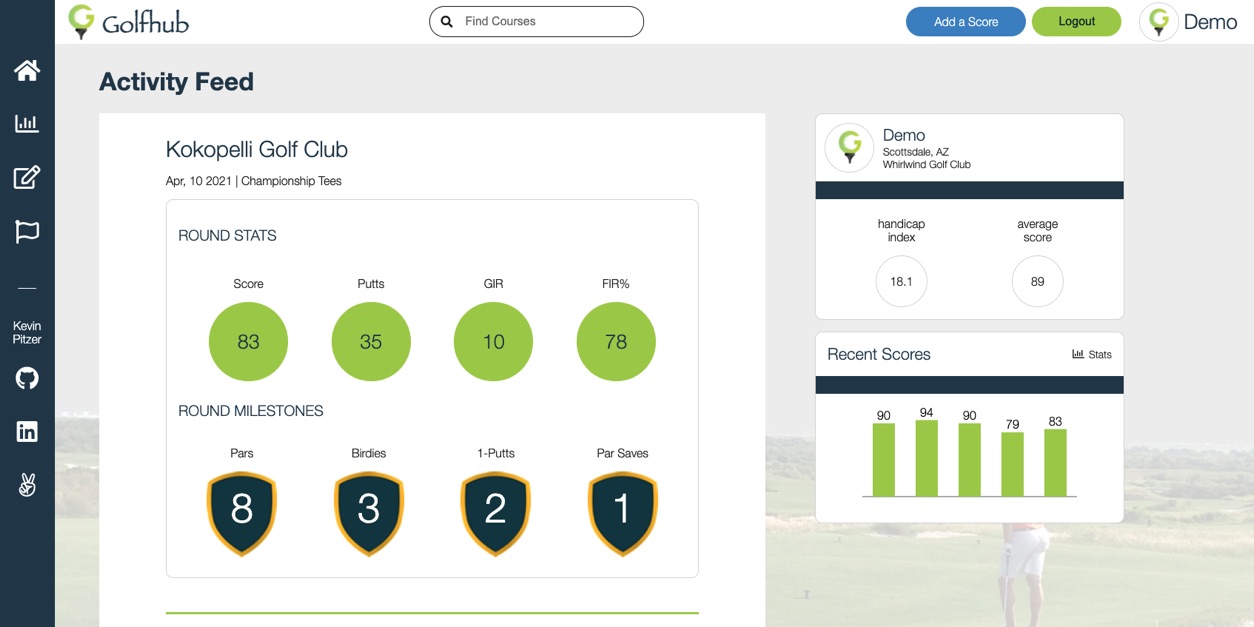 Golfhub
Find Courses
Add a Score
Logout
Demo
Kevin
Pitzer
Activity Feed
Kokopelli Golf Club
Apr, 10 2021 | Championship Tees
ROUND STATS
Score
Putts
GIR
FIR%
83
35
10
78
ROUND MILESTONES
Pars
Birdies
1-Putts
Par Saves
8
3
2
1
Demo
Scottsdale, AZ
Whirlwind Golf Club
handicap
index
average
score
18.1
89
Recent Scores
Stats
90
94
90
79
83